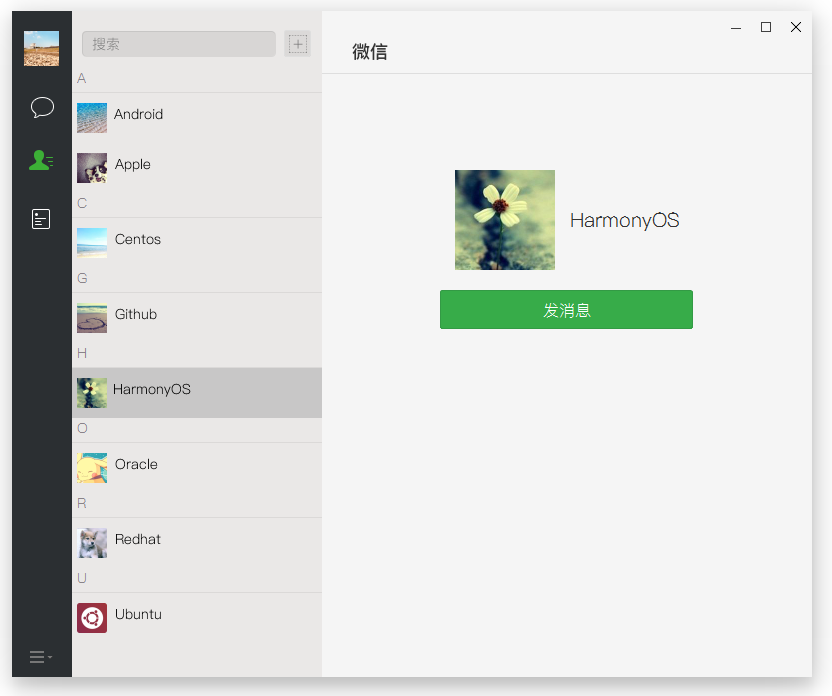 搜索
微信
A
Android
Apple
C
Centos
G
Github
H
HarmonyOS
O
Oracle
R
Redhat
U
Ubuntu
HarmonyOS
发消息